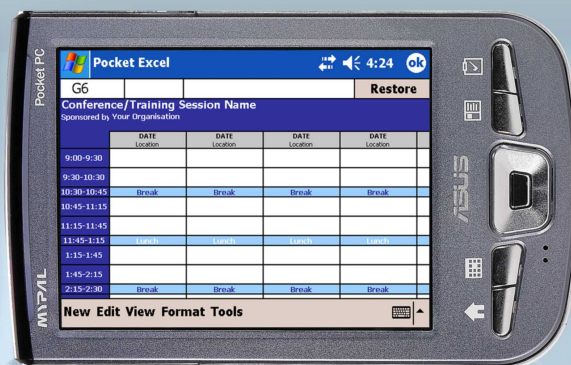 Pocket PC
Pocket Excel 4:24 ok
G6 Restore
Conference/Training Session Name
Sponsored by Your Organisation
DATE DATE DATE DATE
Location Location Location Location
9:00-9:30
9:30-10:30
10:30-10:45 Break Break Break Break
10:45-11:15
11:15-11:45
11:45-1:15 Lunch Lunch Lunch Lunch
1:15-1:45
1:45-2:15
2:15-2:30 Break Break Break Break
New Edit View Format Tools
MYPAL
ASUS